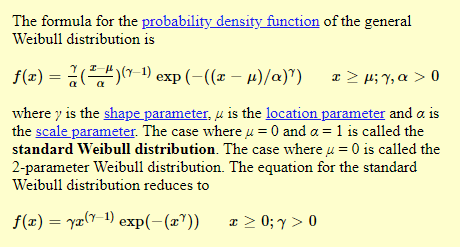 The formula for the probability density function of the general
Weibull distribution is
f(x) = γ/α ((x−μ)/α)^(γ−1) exp (−((x − μ)/α)^γ)   x ≥ μ; γ, α > 0
where γ is the shape parameter, μ is the location parameter and α is
the scale parameter. The case where μ = 0 and α = 1 is called the
standard Weibull distribution. The case where μ = 0 is called the
2-parameter Weibull distribution. The equation for the standard
Weibull distribution reduces to
f(x) = γx^(γ−1) exp(−(x^γ))   x ≥ 0; γ > 0